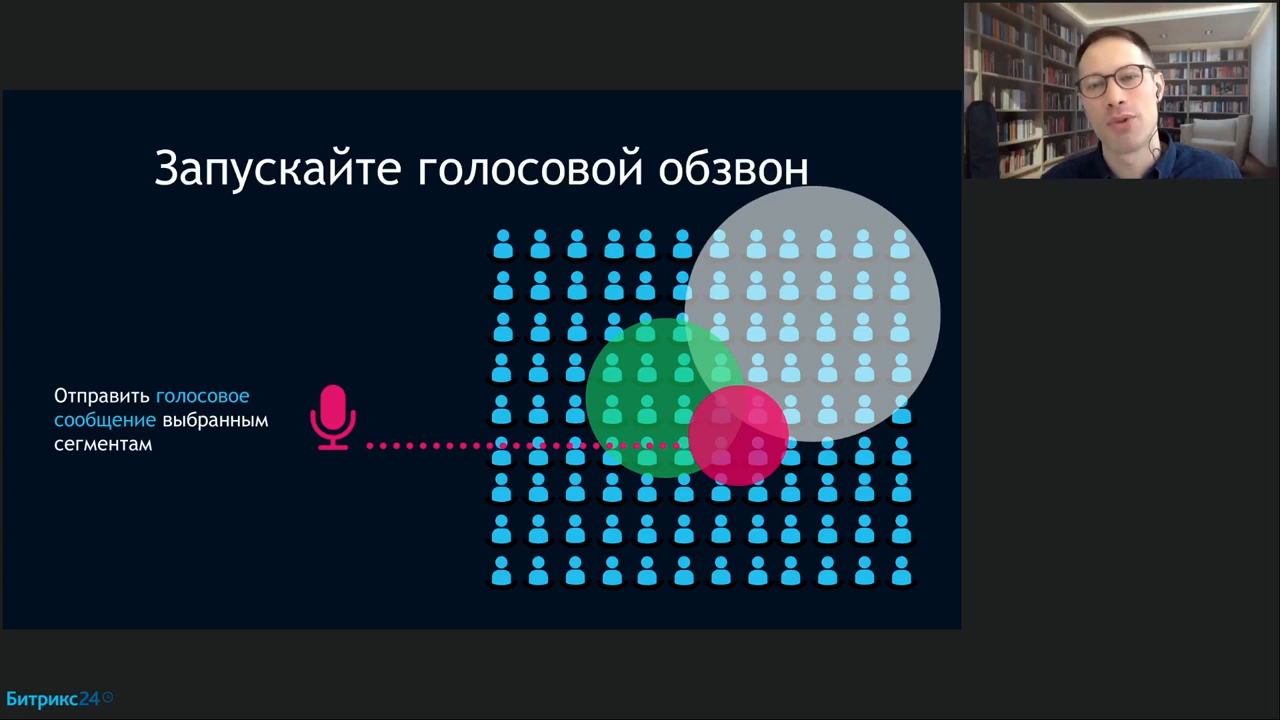 Запускайте голосовой обзвон
Отправить голосовое
сообщение выбранным
сегментам
Битрикс24